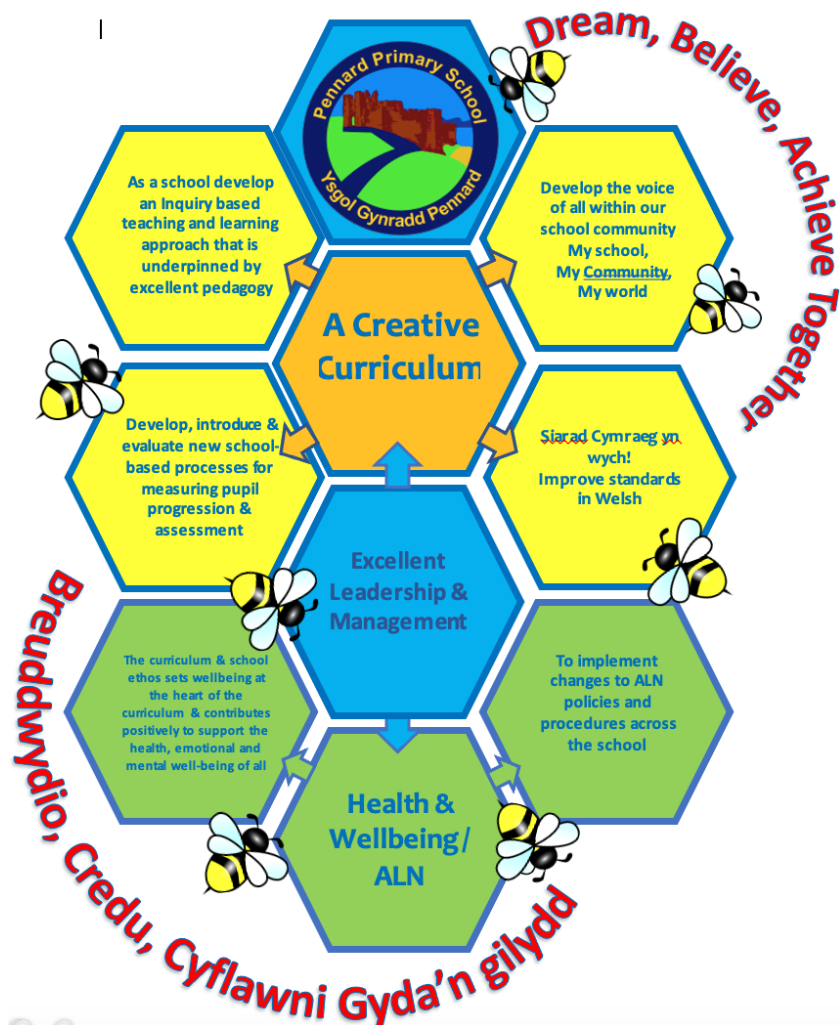 Dream, Believe, Achieve Together
Pennard Primary School
Ysgol Gynradd Pennard
As a school develop
an Inquiry based
teaching and learning
approach that is
underpinned by
excellent pedagogy
Develop the voice
of all within our
school community
My school,
My Community,
My world
A Creative
Curriculum
Develop, introduce &
evaluate new school-
based processes for
measuring pupil
progression &
assessment
Siarad Cymraeg yn
wych!
Improve standards
in Welsh
Excellent
Leadership &
Management
The curriculum & school
ethos sets wellbeing at
the heart of the
curriculum & contributes
positively to support the
health, emotional and
mental well-being of all
To implement
changes to ALN
policies and
procedures across
the school
Health &
Wellbeing/
ALN
Breuddwydio, Credu, Cyflawni Gyda'n gilydd